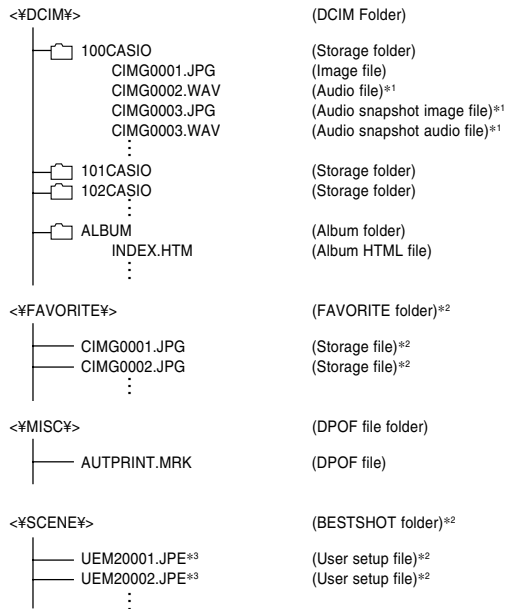 <¥DCIM¥> (DCIM Folder)
100CASIO (Storage folder)
CIMG0001.JPG (Image file)
CIMG0002.WAV (Audio file)*1
CIMG0003.JPG (Audio snapshot image file)*1
CIMG0003.WAV (Audio snapshot audio file)*1
101CASIO (Storage folder)
102CASIO (Storage folder)
ALBUM (Album folder)
INDEX.HTM (Album HTML file)
<¥FAVORITE¥> (FAVORITE folder)*2
CIMG0001.JPG (Storage file)*2
CIMG0002.JPG (Storage file)*2
<¥MISC¥> (DPOF file folder)
AUTPRINT.MRK (DPOF file)
<¥SCENE¥> (BESTSHOT folder)*2
UEM20001.JPE*3 (User setup file)*2
UEM20002.JPE*3 (User setup file)*2